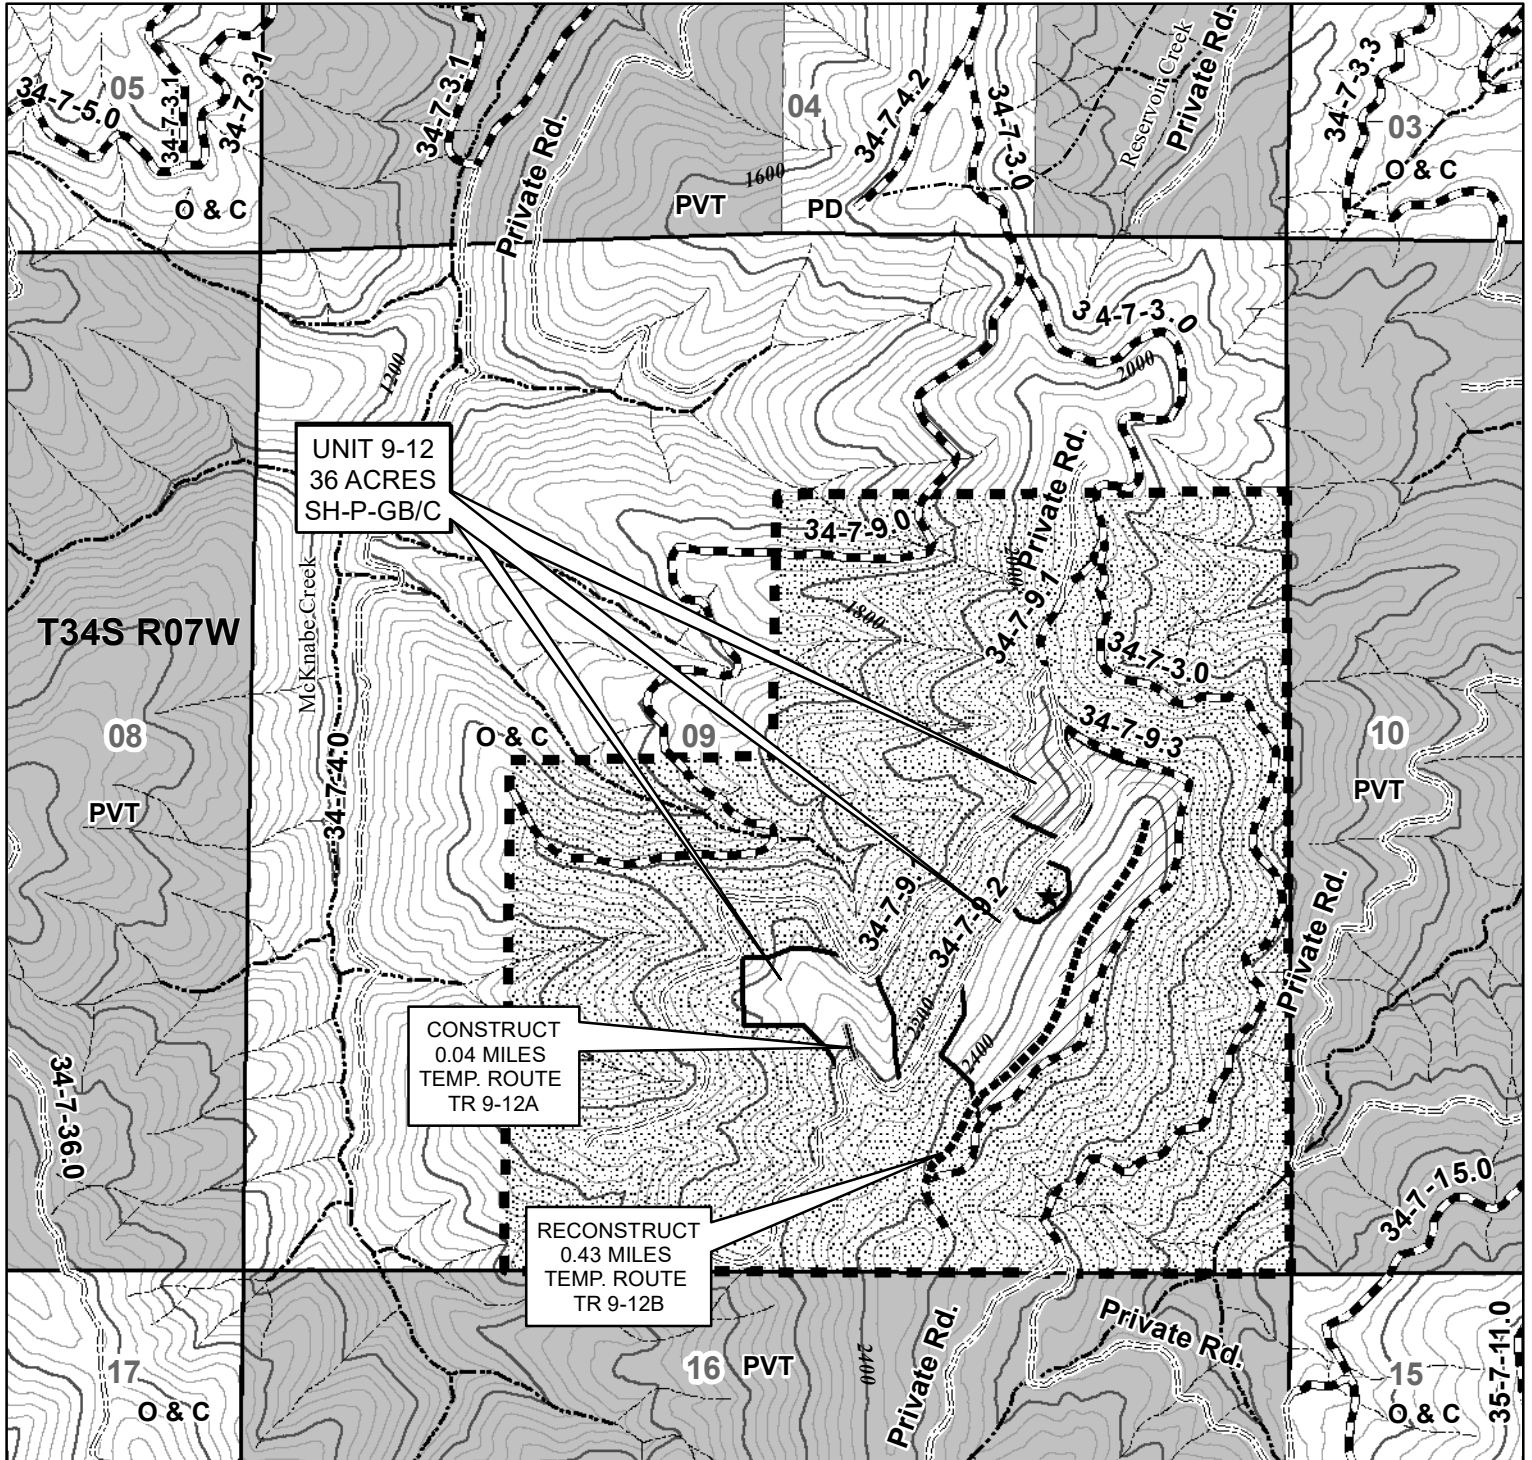 05
34-7-5.0
34-7-3.1
34-7-3.1
O & C
34-7-3.1
Private Rd.
1600
PVT
04
34-7-4.2
34-7-3.0
PD
Reservoir Creek
Private Rd.
34-7-3.3
03
O & C
1200
34-7-3.0
2000
UNIT 9-12
36 ACRES
SH-P-GB/C
Private Rd.
34-7-9.0
2000
34-7-9.1
1800
McKnabe Creek
T34S R07W
34-7-3.0
34-7-9.3
08
PVT
34-7-4.0
O & C
09
10
PVT
34-7-9
34-7-9.2
Private Rd.
2200
2400
CONSTRUCT
0.04 MILES
TEMP. ROUTE
TR 9-12A
34-7-36.0
34-7-15.0
RECONSTRUCT
0.43 MILES
TEMP. ROUTE
TR 9-12B
17
O & C
16
PVT
2400
Private Rd.
Private Rd.
15
O & C
35-7-11.0